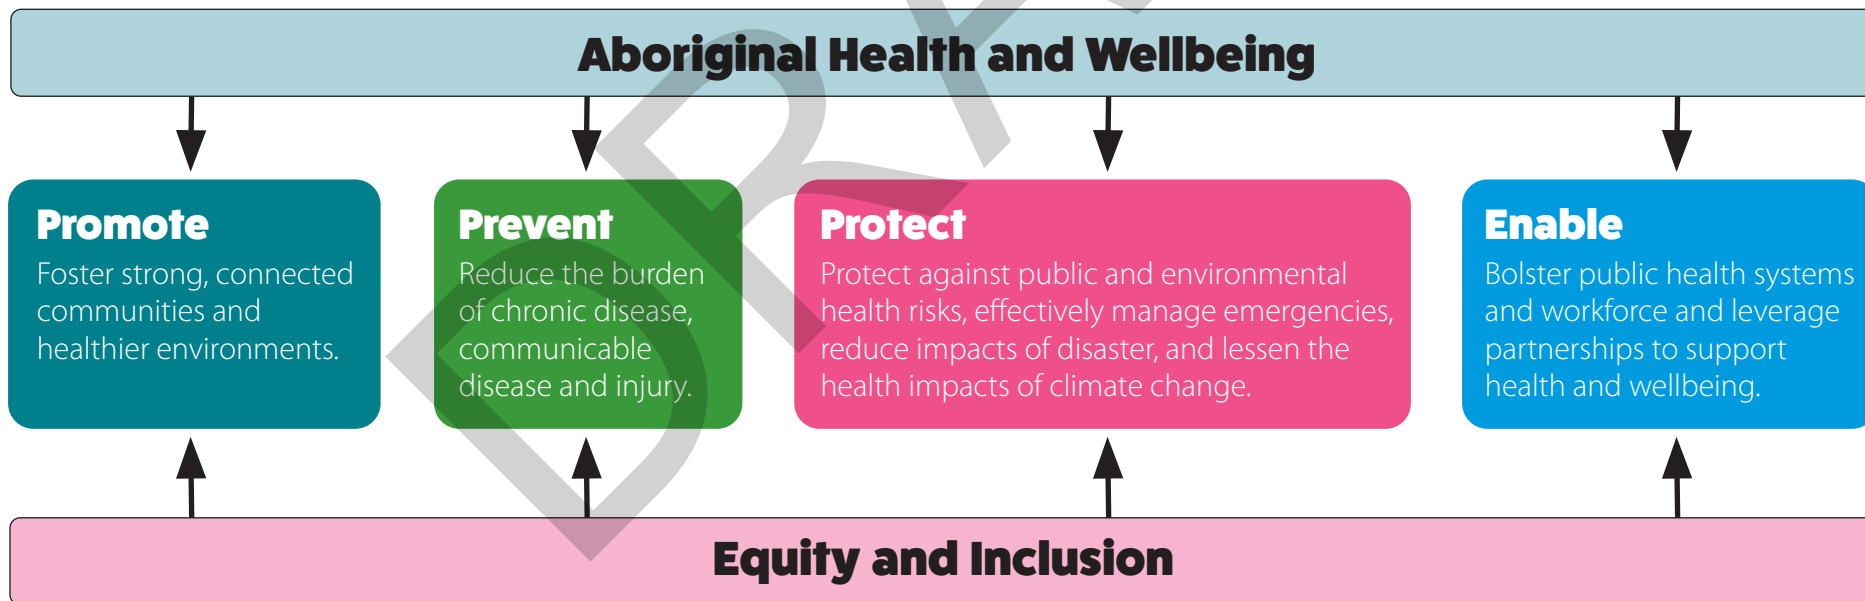 Aboriginal Health and Wellbeing
Promote
Foster strong, connected
communities and
healthier environments.
Prevent
Reduce the burden
of chronic disease,
communicable
disease and injury.
Protect
Protect against public and environmental
health risks, effectively manage emergencies,
reduce impacts of disaster, and lessen the
health impacts of climate change.
Enable
Bolster public health systems
and workforce and leverage
partnerships to support
health and wellbeing.
Equity and Inclusion
DRA